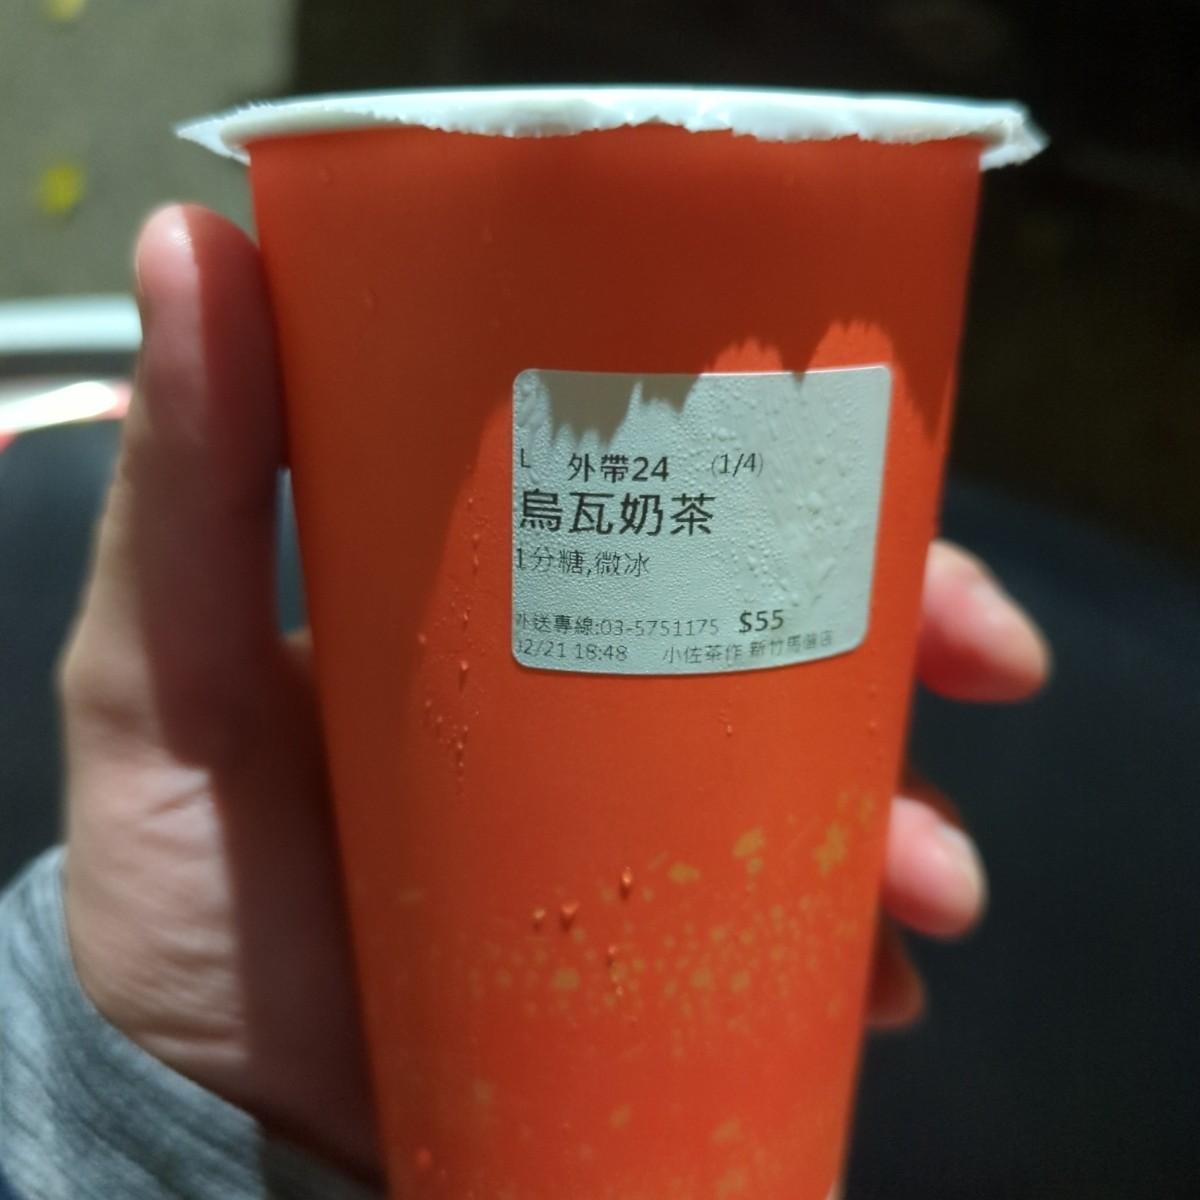 L 外帶24 (1/4)
烏瓦奶茶
1分糖,微冰
外送專線:03-5751175 $55
02/21 18:48 小佐茶作 新竹馬偕店